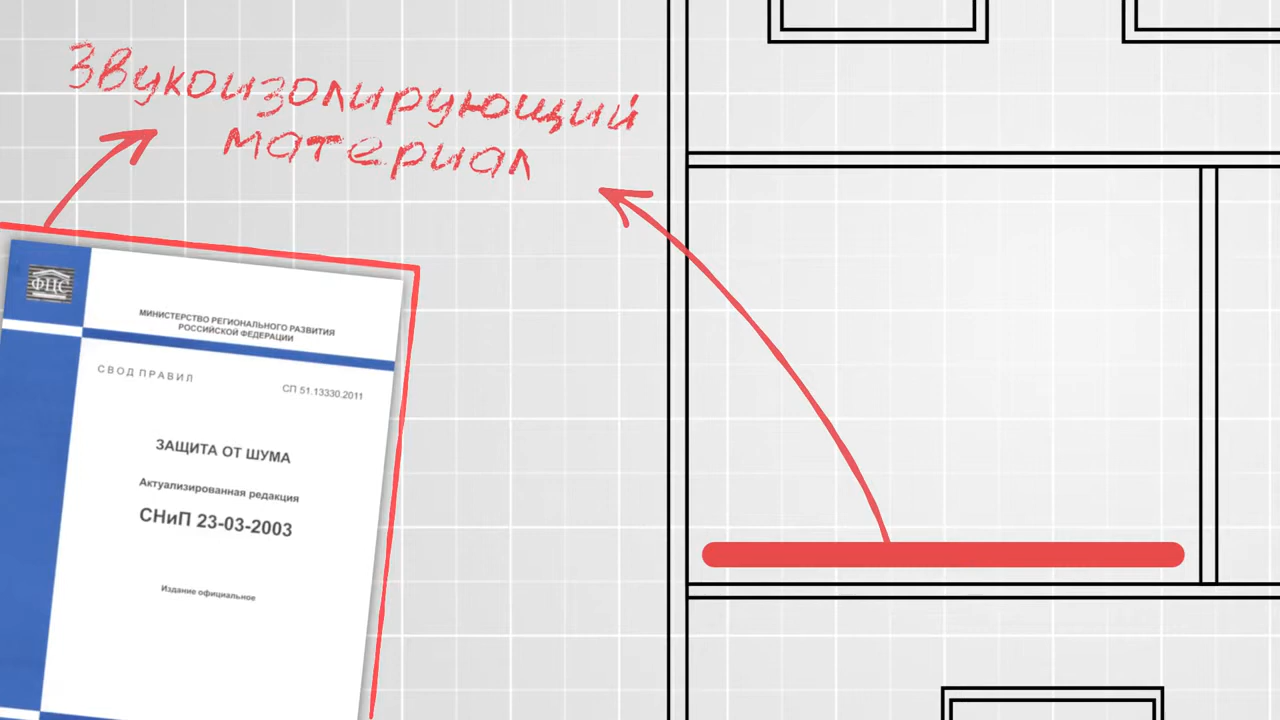 Звукоизолирующий
материал
ФЦС
МИНИСТЕРСТВО РЕГИОНАЛЬНОГО РАЗВИТИЯ
РОССИЙСКОЙ ФЕДЕРАЦИИ
СВОД ПРАВИЛ
СП 51.13330.2011
ЗАЩИТА ОТ ШУМА
Актуализированная редакция
СНиП 23-03-2003
Издание официальное